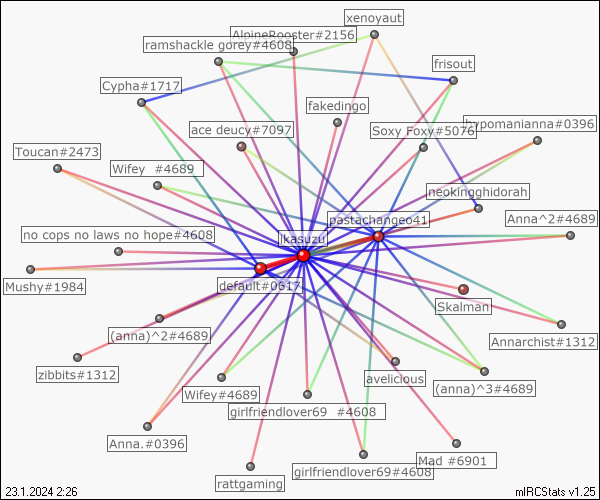 xenoyaut
AlpineRooster#2156
ramshackle gorey#4608
frisout
Cypha#1717
fakedingo
ace deucy#7097
Soxy Foxy#5076
hypomanianna#0396
Toucan#2473
Wifey  #4689
neokingghidorah
pastachangeo41
Anna^2#4689
no cops no laws no hope#4608
ikasuzu
default#0617
Mushy#1984
Skalman
(anna)^2#4689
Annarchist#1312
zibbits#1312
avelicious
(anna)^3#4689
Wifey#4689
girlfriendlover69  #4608
Anna.#0396
Mad #6901
girlfriendlover69#4608
rattgaming
23.1.2024 2:26
mIRCStats v1.25